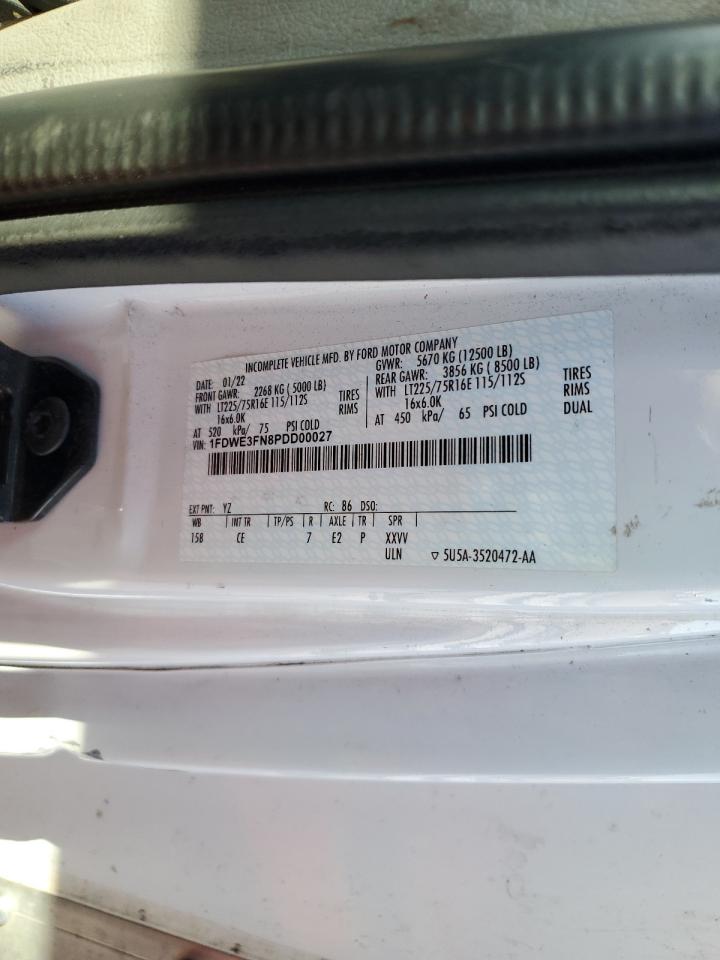 INCOMPLETE VEHICLE MFD. BY FORD MOTOR COMPANY
DATE: 01/22 GVWR: 5670 KG (12500 LB)
FRONT GAWR: 2268 KG ( 5000 LB) REAR GAWR: 3856 KG ( 8500 LB)
WITH LT225/75R16E 115/112S TIRES WITH LT225/75R16E 115/112S TIRES
16x6.0K RIMS 16x6.0K RIMS
AT 520 kPa/ 75 PSI COLD AT 450 kPa/ 65 PSI COLD DUAL
VIN: 1FDWE3FN8PDD00027
EXT PNT: YZ RC: 86 DSO:
WB | INT TR | TP/PS | R | AXLE | TR | SPR |
158 CE 7 E2 P XXVV
ULN ▽ 5U5A-3520472-AA